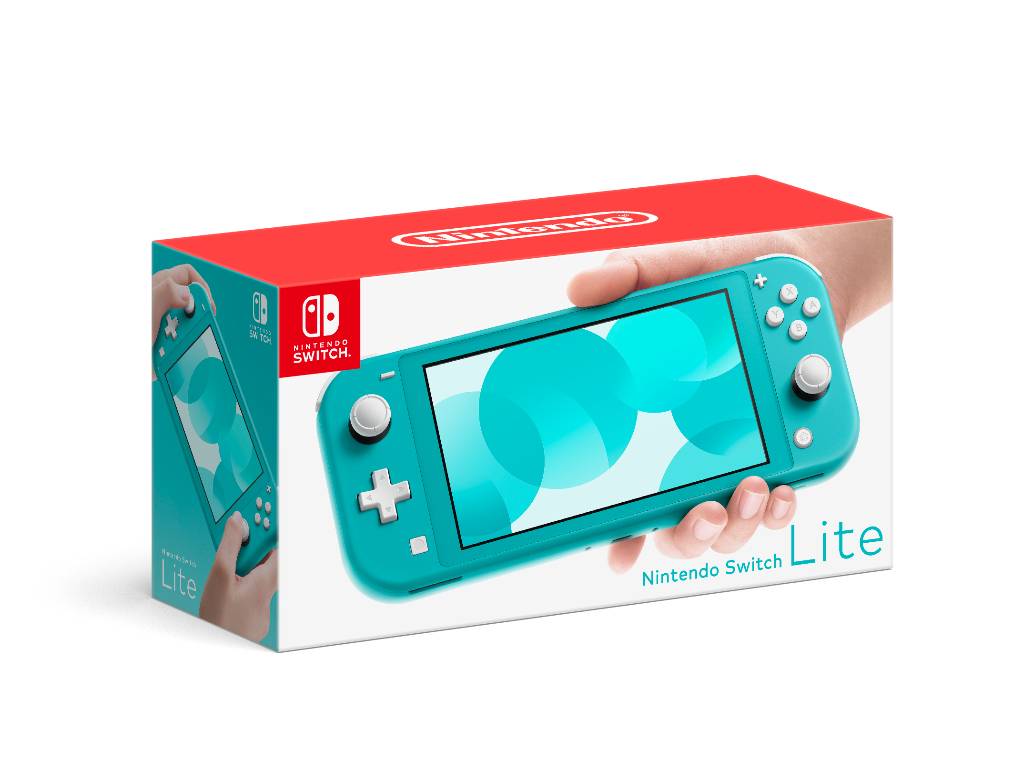 Nintendo
NINTENDO
SWITCH
NINTENDO
SWITCH
X
A
Y
B
Nintendo Switch
Lite
Nintendo Switch
Lite